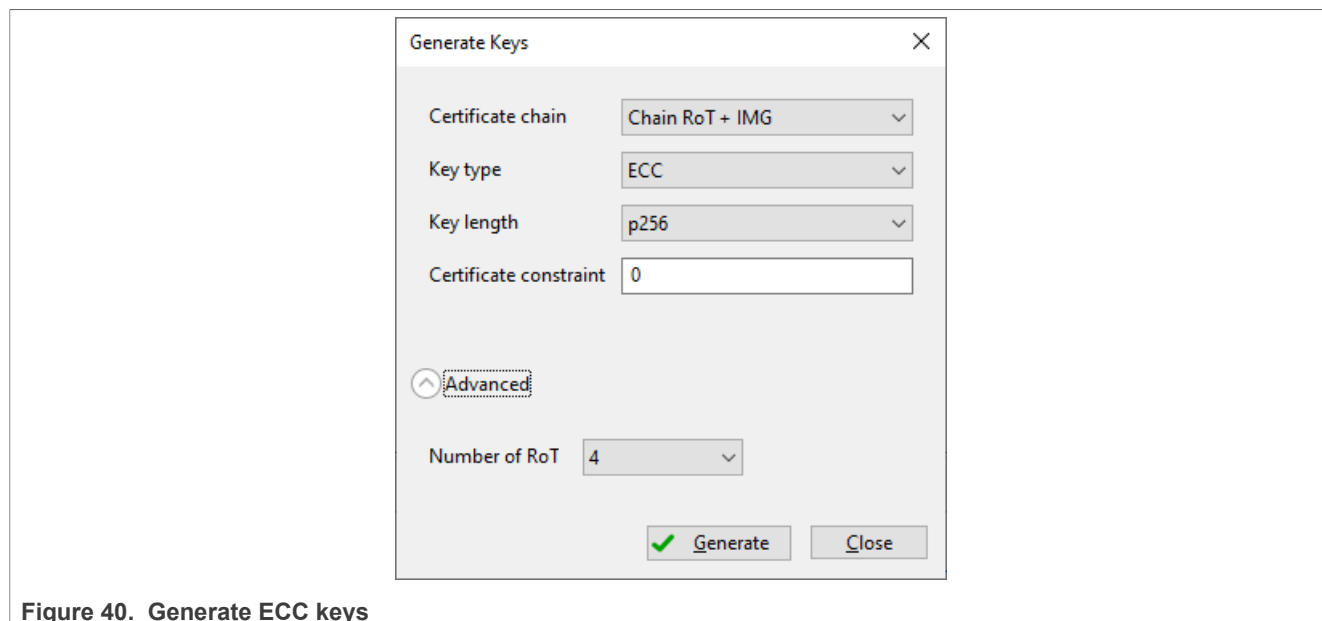 Generate Keys
Certificate chain Chain RoT + IMG
Key type ECC
Key length p256
Certificate constraint 0
Advanced
Number of RoT 4
Generate Close
Figure 40. Generate ECC keys